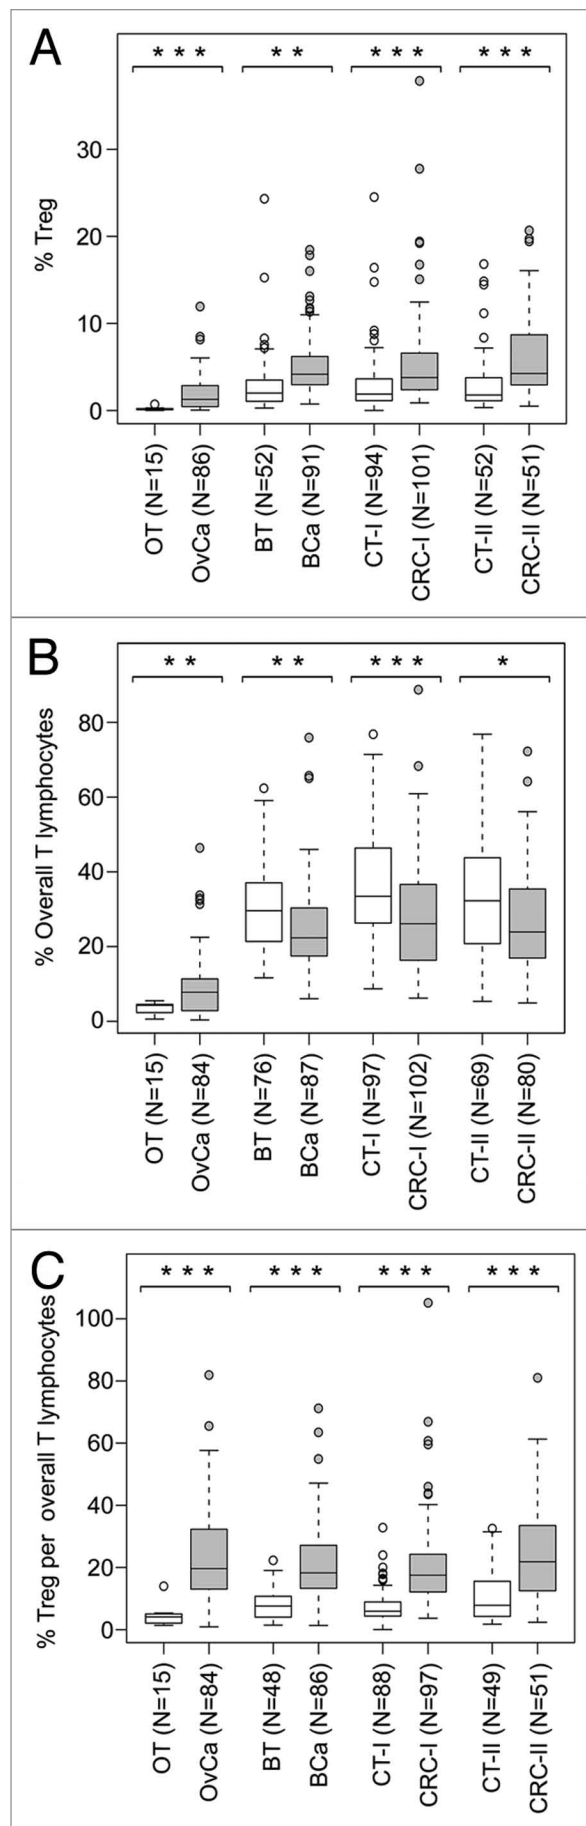 A
* * *
* *
* * *
* * *
% Treg
30
20
10
0
OT (N=15)
OvCa (N=86)
BT (N=52)
BCa (N=91)
CT-I (N=94)
CRC-I (N=101)
CT-II (N=52)
CRC-II (N=51)
B
* *
* *
* * *
*
% Overall T lymphocytes
80
60
40
20
0
OT (N=15)
OvCa (N=84)
BT (N=76)
BCa (N=87)
CT-I (N=97)
CRC-I (N=102)
CT-II (N=69)
CRC-II (N=80)
C
* * *
* * *
* * *
* * *
% Treg per overall T lymphocytes
100
80
60
40
20
0
OT (N=15)
OvCa (N=84)
BT (N=48)
BCa (N=86)
CT-I (N=88)
CRC-I (N=97)
CT-II (N=49)
CRC-II (N=51)